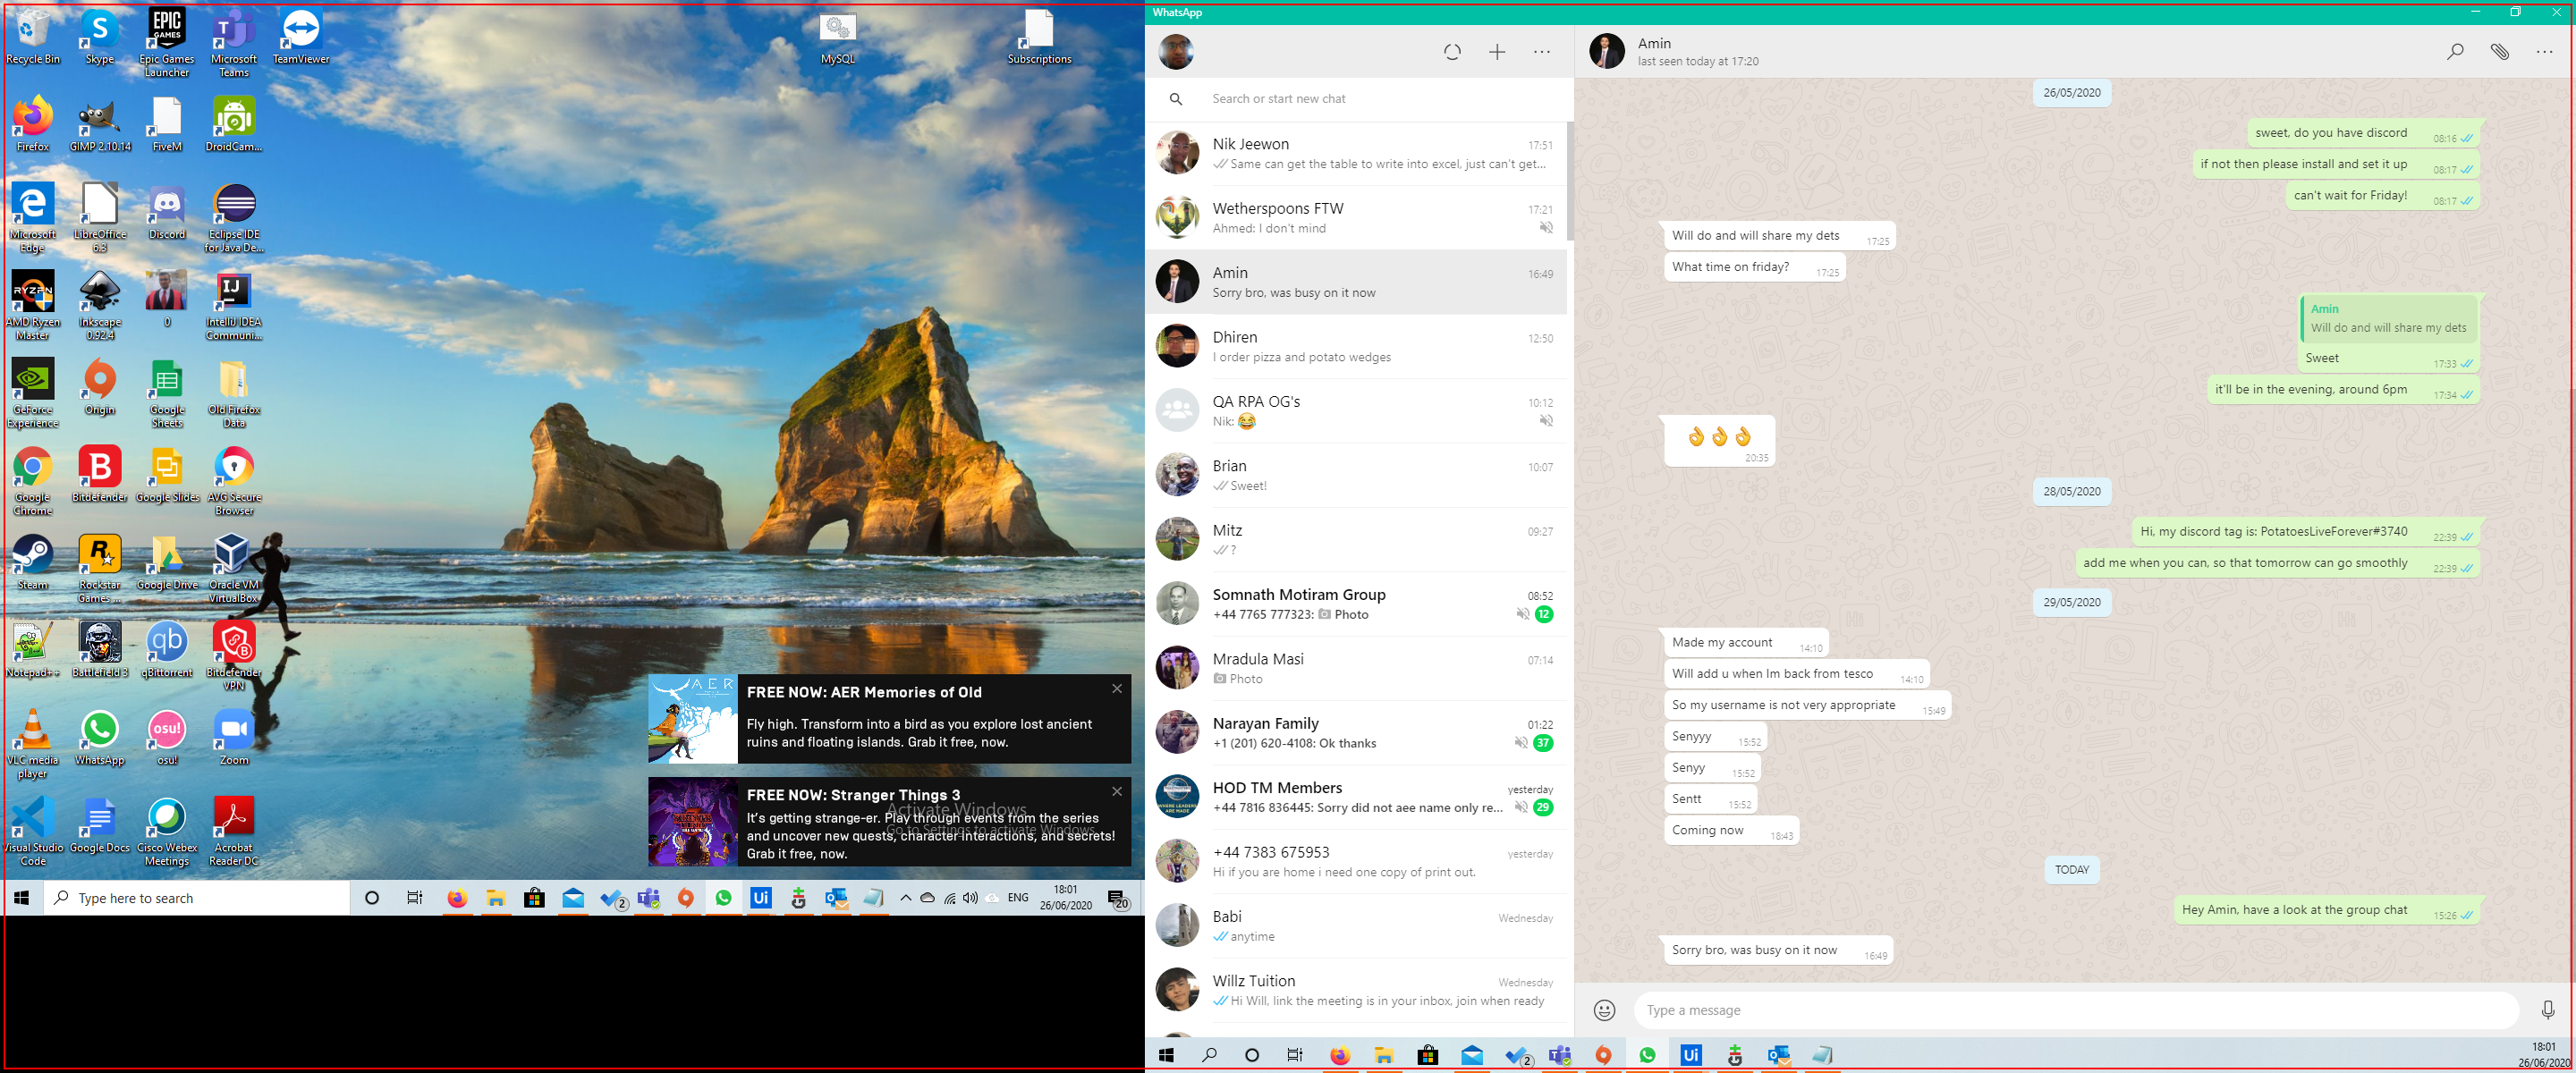 Recycle Bin
Skype
Epic Games Launcher
Microsoft Teams
TeamViewer
MySQL
Subscriptions
Firefox
GIMP 2.10.14
FiveM
DroidCam...
Microsoft Edge
LibreOffice 6.3
Discord
Eclipse IDE for Java De...
AMD Ryzen Master
Inkscape 0.92.4
0
IntelliJ IDEA Communi...
GeForce Experience
Origin
Google Sheets
Old Firefox Data
Google Chrome
Bitdefender
Google Slides
AVG Secure Browser
Steam
Rockstar Games ...
Google Drive
Oracle VM VirtualBox
Notepad++
Battlefield 3
qBittorrent
Bitdefender VPN
VLC media player
WhatsApp
osu!
Zoom
Visual Studio Code
Google Docs
Cisco Webex Meetings
Acrobat Reader DC
FREE NOW: AER Memories of Old
Fly high. Transform into a bird as you explore lost ancient
ruins and floating islands. Grab it free, now.
FREE NOW: Stranger Things 3
It's getting strange-er. Play through events from the series
and uncover new quests, character interactions, and secrets!
Grab it free, now.
Activate Windows
Go to Settings to activate Windows.
Type here to search
2
ENG
18:01
26/06/2020
20
WhatsApp
Search or start new chat
Nik Jeewon 17:51
Same can get the table to write into excel, just can't get...
Wetherspoons FTW 17:21
Ahmed: I don't mind
Amin 16:49
Sorry bro, was busy on it now
Dhiren 12:50
I order pizza and potato wedges
QA RPA OG's 10:12
Nik: 😂
Brian 10:07
Sweet!
Mitz 09:27
?
Somnath Motiram Group 08:52
+44 7765 777323: Photo 12
Mradula Masi 07:14
Photo
Narayan Family 01:22
+1 (201) 620-4108: Ok thanks 37
HOD TM Members yesterday
+44 7816 836445: Sorry did not aee name only re... 29
+44 7383 675953 yesterday
Hi if you are home i need one copy of print out.
Babi Wednesday
anytime
Willz Tuition Wednesday
Hi Will, link the meeting is in your inbox, join when ready
Amin
last seen today at 17:20
26/05/2020
sweet, do you have discord 08:16
if not then please install and set it up 08:17
can't wait for Friday! 08:17
Will do and will share my dets 17:25
What time on friday? 17:25
Amin
Will do and will share my dets
Sweet 17:33
it'll be in the evening, around 6pm 17:34
👌👌👌 20:35
28/05/2020
Hi, my discord tag is: PotatoesLiveForever#3740 22:39
add me when you can, so that tomorrow can go smoothly 22:39
29/05/2020
Made my account 14:10
Will add u when Im back from tesco 14:10
So my username is not very appropriate 15:49
Senyyy 15:52
Senyy 15:52
Sentt 15:52
Coming now 18:43
TODAY
Hey Amin, have a look at the group chat 15:26
Sorry bro, was busy on it now 16:49
Type a message
2
18:01
26/06/2020